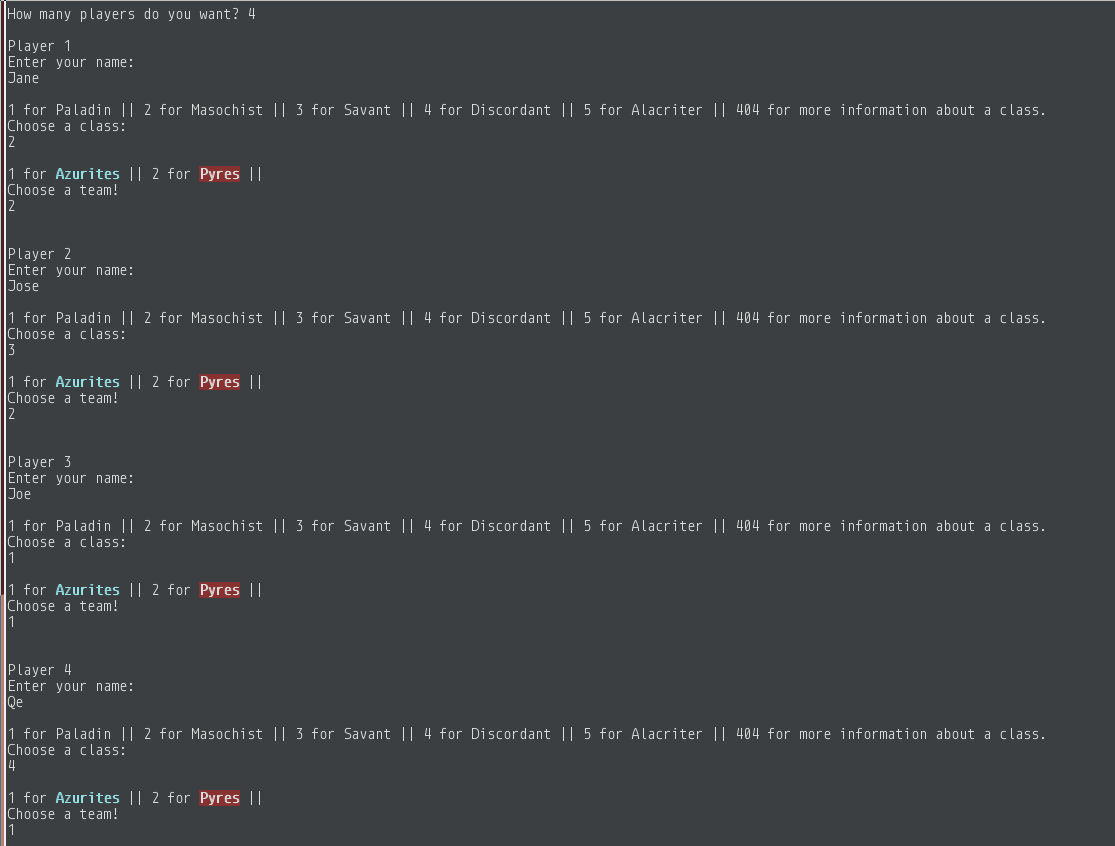 How many players do you want? 4
Player 1
Enter your name:
Jane
1 for Paladin || 2 for Masochist || 3 for Savant || 4 for Discordant || 5 for Alacriter || 404 for more information about a class.
Choose a class:
2
1 for Azurites || 2 for Pyres ||
Choose a team!
2
Player 2
Enter your name:
Jose
1 for Paladin || 2 for Masochist || 3 for Savant || 4 for Discordant || 5 for Alacriter || 404 for more information about a class.
Choose a class:
3
1 for Azurites || 2 for Pyres ||
Choose a team!
2
Player 3
Enter your name:
Joe
1 for Paladin || 2 for Masochist || 3 for Savant || 4 for Discordant || 5 for Alacriter || 404 for more information about a class.
Choose a class:
1
1 for Azurites || 2 for Pyres ||
Choose a team!
1
Player 4
Enter your name:
Qe
1 for Paladin || 2 for Masochist || 3 for Savant || 4 for Discordant || 5 for Alacriter || 404 for more information about a class.
Choose a class:
4
1 for Azurites || 2 for Pyres ||
Choose a team!
1